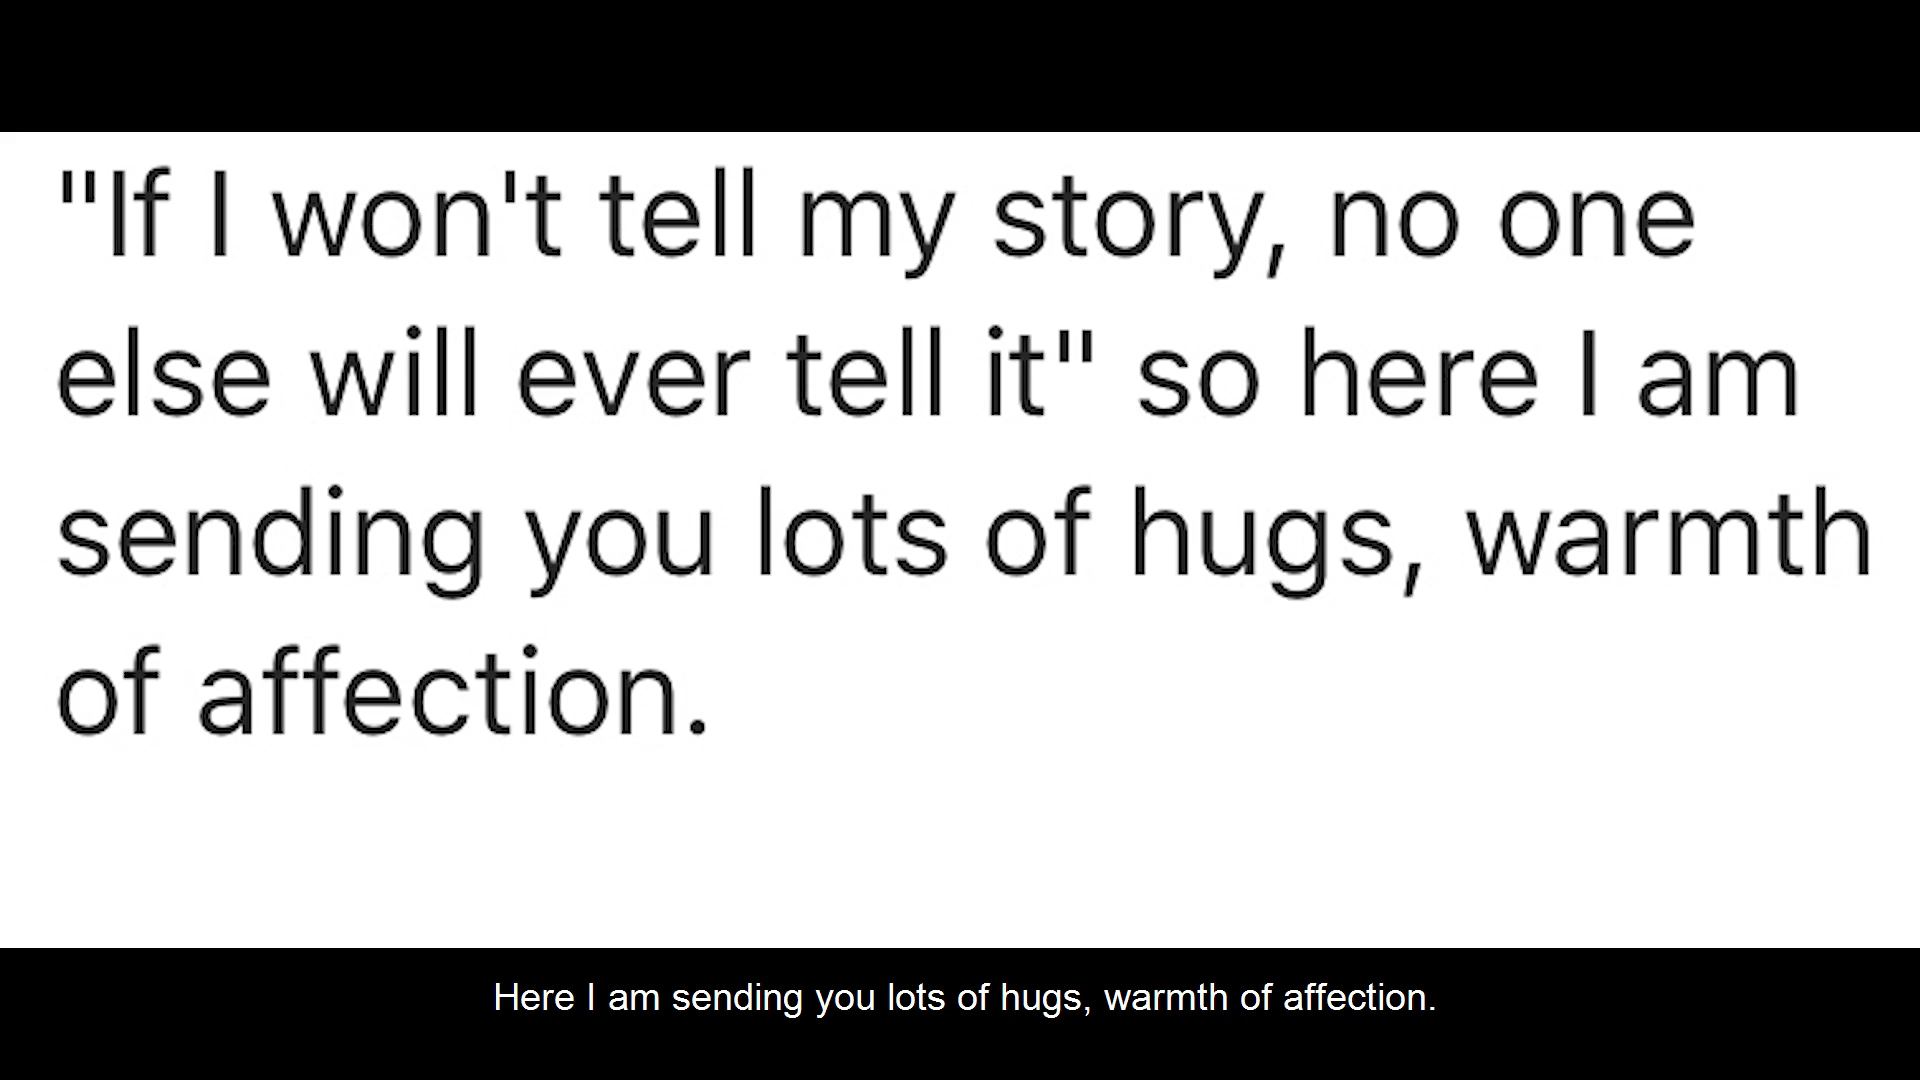 "If I won't tell my story, no one
else will ever tell it" so here I am
sending you lots of hugs, warmth
of affection.
Here I am sending you lots of hugs, warmth of affection.